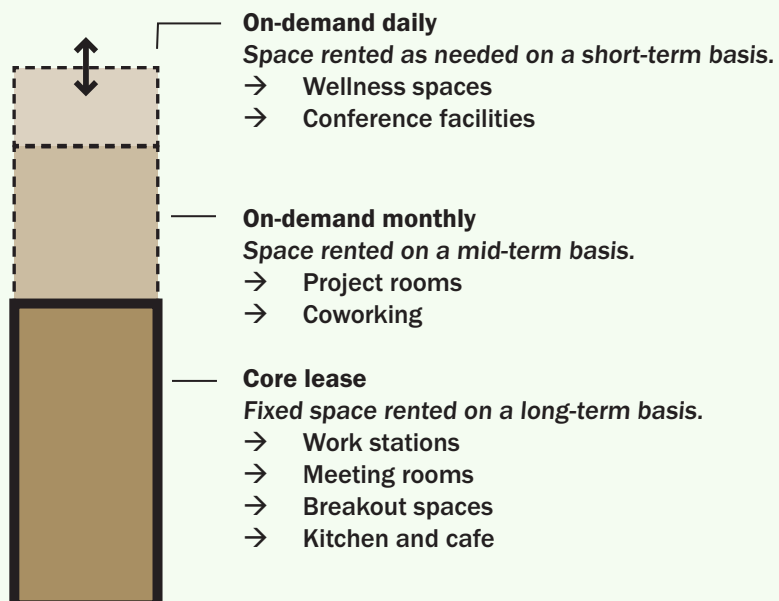 On-demand daily
Space rented as needed on a short-term basis.
→ Wellness spaces
→ Conference facilities
On-demand monthly
Space rented on a mid-term basis.
→ Project rooms
→ Coworking
Core lease
Fixed space rented on a long-term basis.
→ Work stations
→ Meeting rooms
→ Breakout spaces
→ Kitchen and cafe